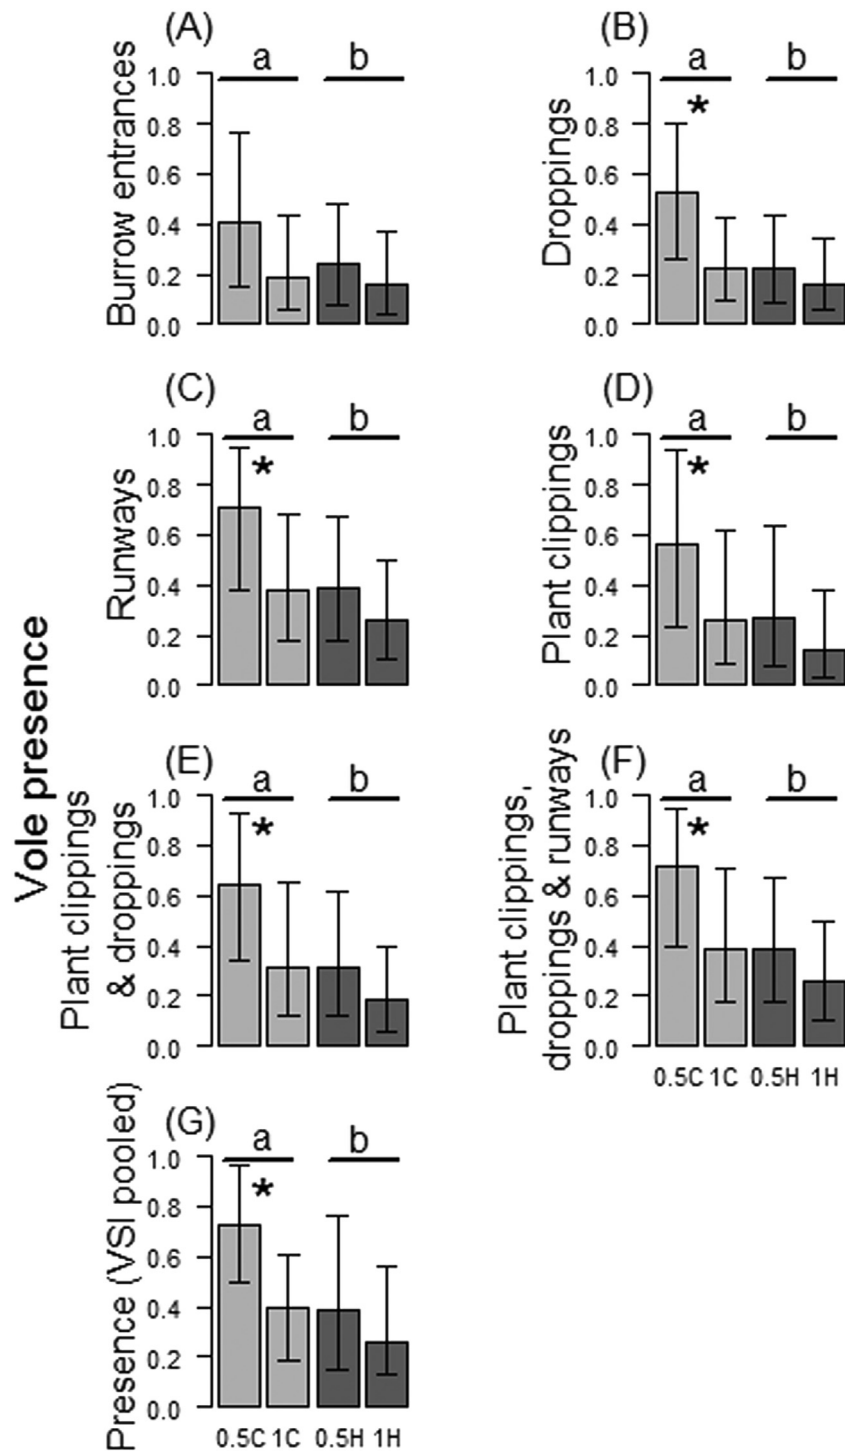 (A)
a b
Burrow entrances
1.0
0.8
0.6
0.4
0.2
0.0
(B)
a b
*
Droppings
1.0
0.8
0.6
0.4
0.2
0.0
(C)
a b
*
Runways
1.0
0.8
0.6
0.4
0.2
0.0
(D)
a b
*
Plant clippings
1.0
0.8
0.6
0.4
0.2
0.0
Vole presence
(E)
a b
*
Plant clippings
& droppings
1.0
0.8
0.6
0.4
0.2
0.0
(F)
a b
*
Plant clippings,
droppings & runways
1.0
0.8
0.6
0.4
0.2
0.0
0.5C 1C 0.5H 1H
(G)
a b
*
Presence (VSI pooled)
1.0
0.8
0.6
0.4
0.2
0.0
0.5C 1C 0.5H 1H